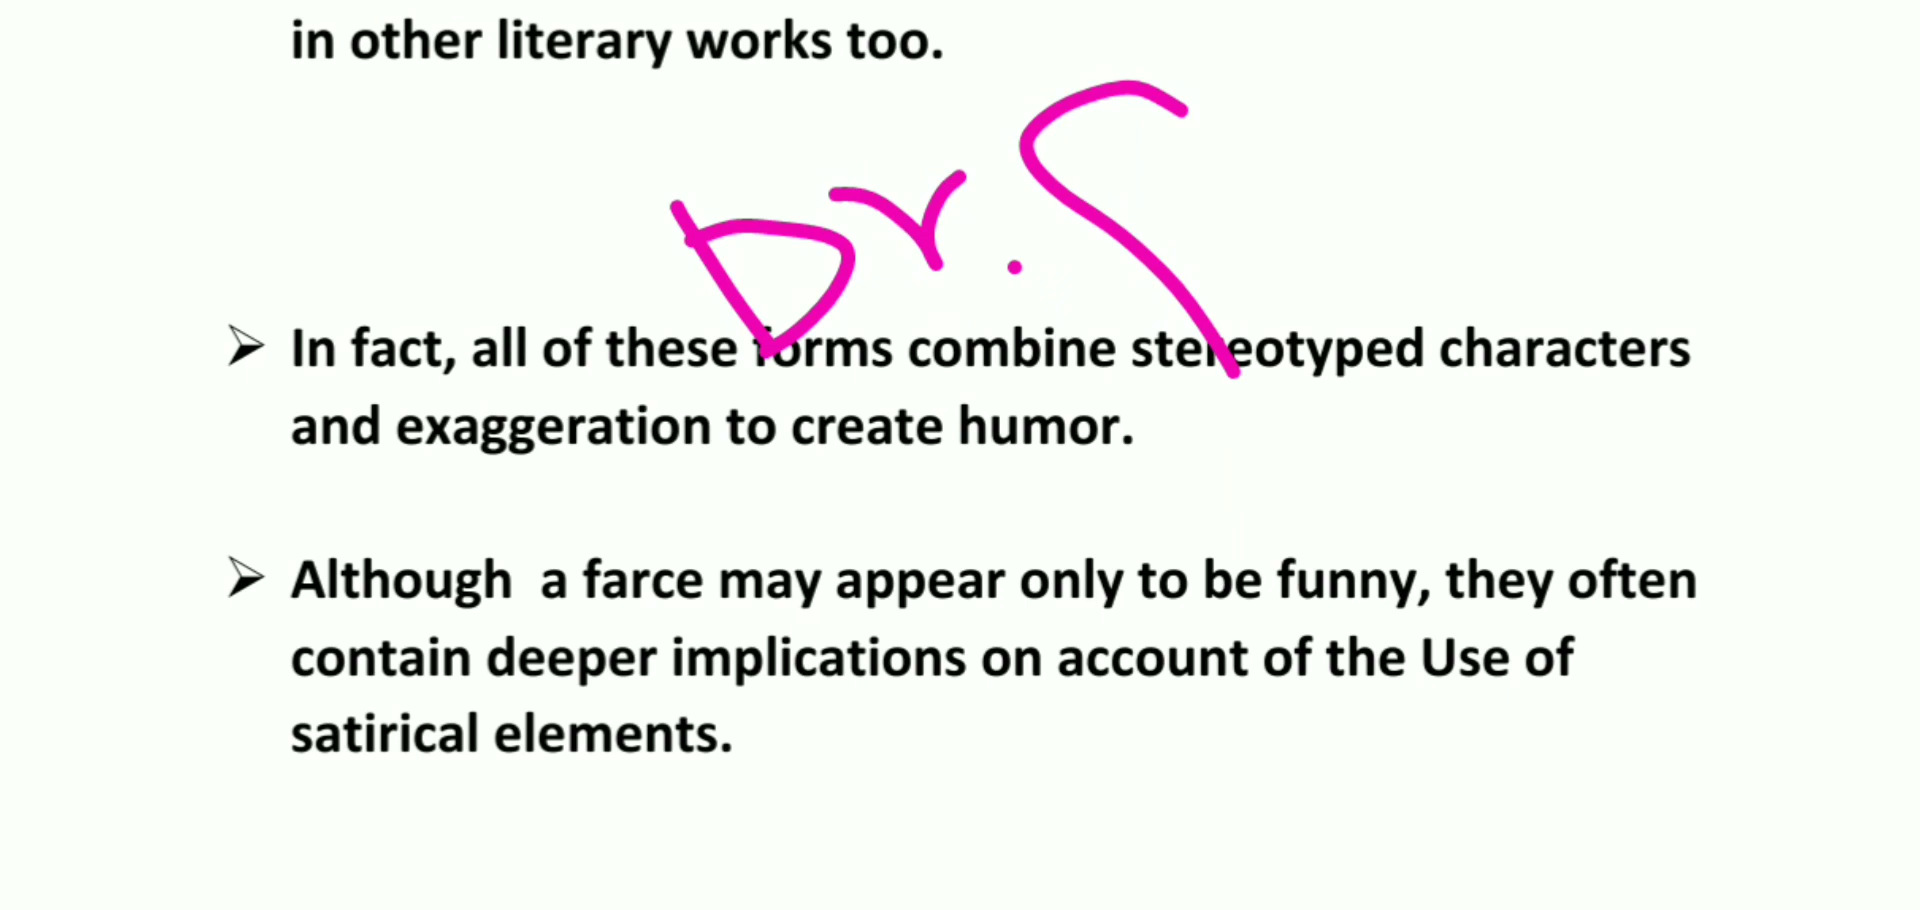 in other literary works too.
Dr. S
➢ In fact, all of these forms combine stereotyped characters
and exaggeration to create humor.
➢ Although  a farce may appear only to be funny, they often
contain deeper implications on account of the Use of
satirical elements.